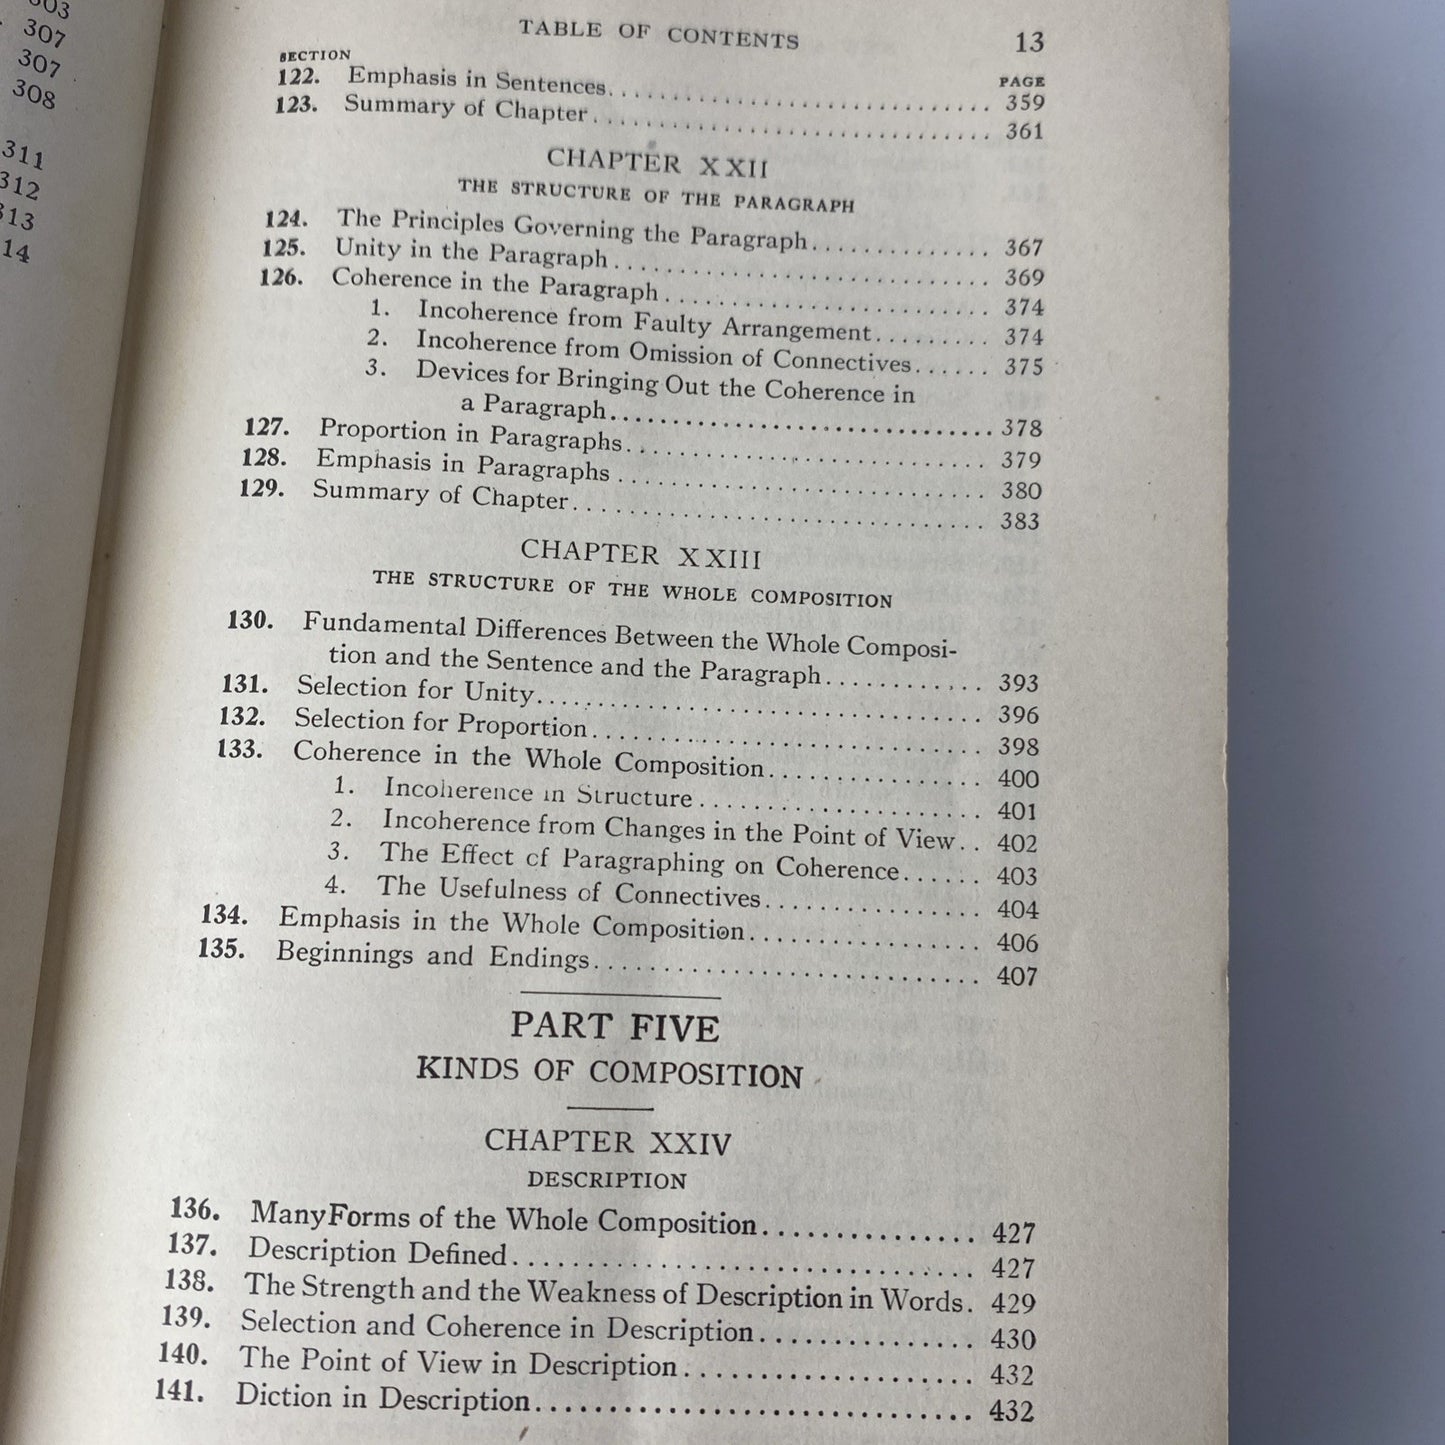 303
307
307
308
311
312
313
314
TABLE OF CONTENTS 13
SECTION PAGE
122. Emphasis in Sentences 359
123. Summary of Chapter 361
CHAPTER XXII
THE STRUCTURE OF THE PARAGRAPH
124. The Principles Governing the Paragraph 367
125. Unity in the Paragraph 369
126. Coherence in the Paragraph 374
1. Incoherence from Faulty Arrangement 374
2. Incoherence from Omission of Connectives 375
3. Devices for Bringing Out the Coherence in
a Paragraph 378
127. Proportion in Paragraphs 379
128. Emphasis in Paragraphs 380
129. Summary of Chapter 383
CHAPTER XXIII
THE STRUCTURE OF THE WHOLE COMPOSITION
130. Fundamental Differences Between the Whole Composi-
tion and the Sentence and the Paragraph 393
131. Selection for Unity 396
132. Selection for Proportion 398
133. Coherence in the Whole Composition 400
1. Incoherence in Structure 401
2. Incoherence from Changes in the Point of View 402
3. The Effect of Paragraphing on Coherence 403
4. The Usefulness of Connectives 404
134. Emphasis in the Whole Composition 406
135. Beginnings and Endings 407
PART FIVE
KINDS OF COMPOSITION
CHAPTER XXIV
DESCRIPTION
136. Many Forms of the Whole Composition 427
137. Description Defined 427
138. The Strength and the Weakness of Description in Words. 429
139. Selection and Coherence in Description 430
140. The Point of View in Description 432
141. Diction in Description 432